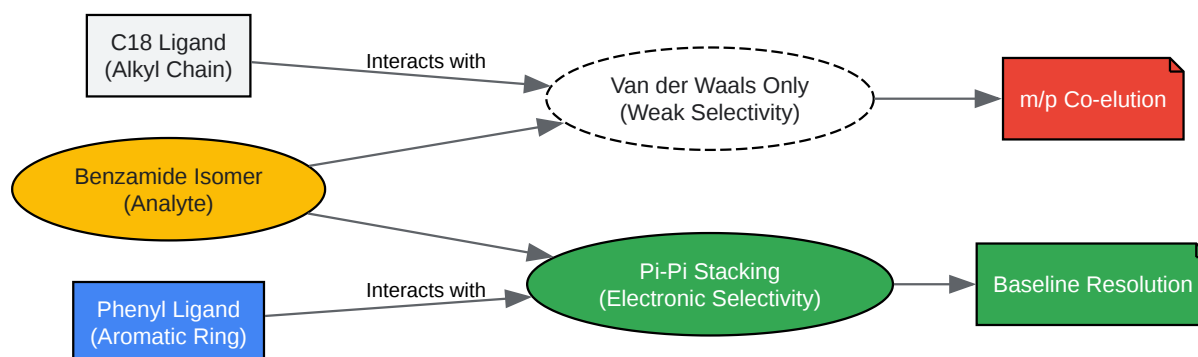 C18 Ligand
(Alkyl Chain)
Interacts with
Van der Waals Only
(Weak Selectivity)
m/p Co-elution
Benzamide Isomer
(Analyte)
Phenyl Ligand
(Aromatic Ring)
Interacts with
Pi-Pi Stacking
(Electronic Selectivity)
Baseline Resolution